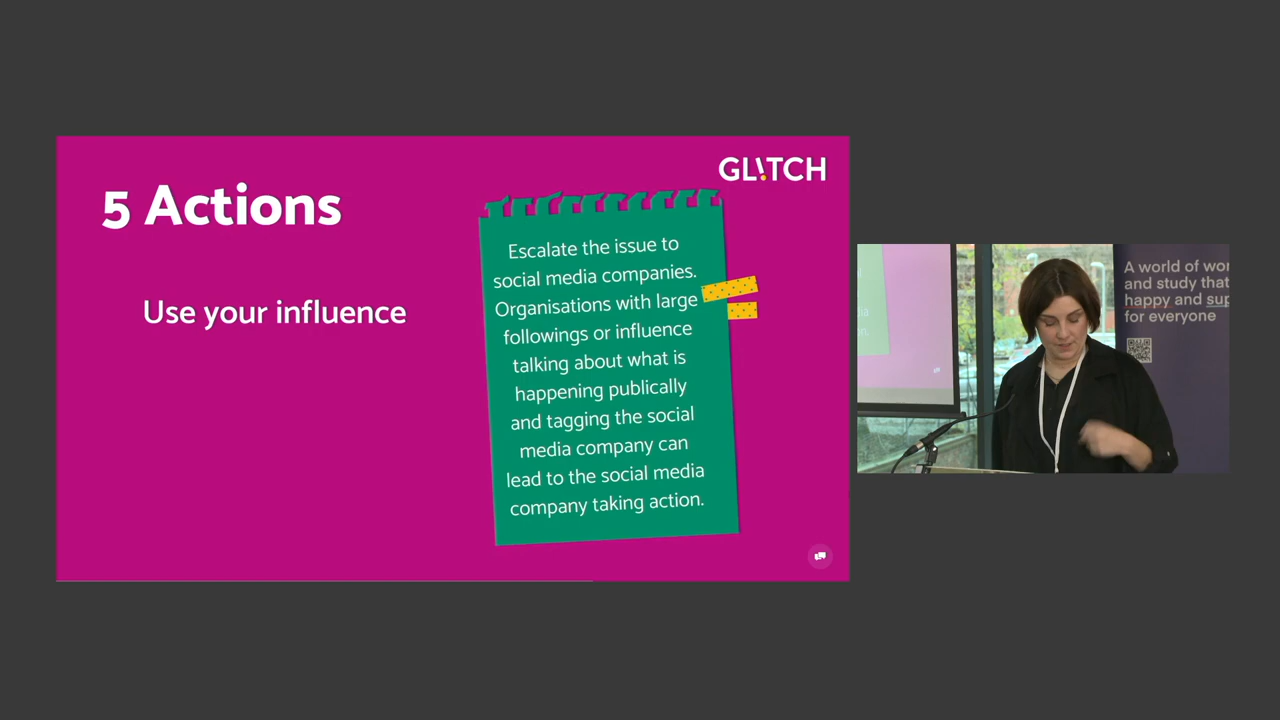 5 Actions
Use your influence
GLITCH
Escalate the issue to
social media companies.
Organisations with large
followings or influence
talking about what is
happening publically
and tagging the social
media company can
lead to the social media
company taking action.
A world of wor
and study that
happy and sup
for everyone